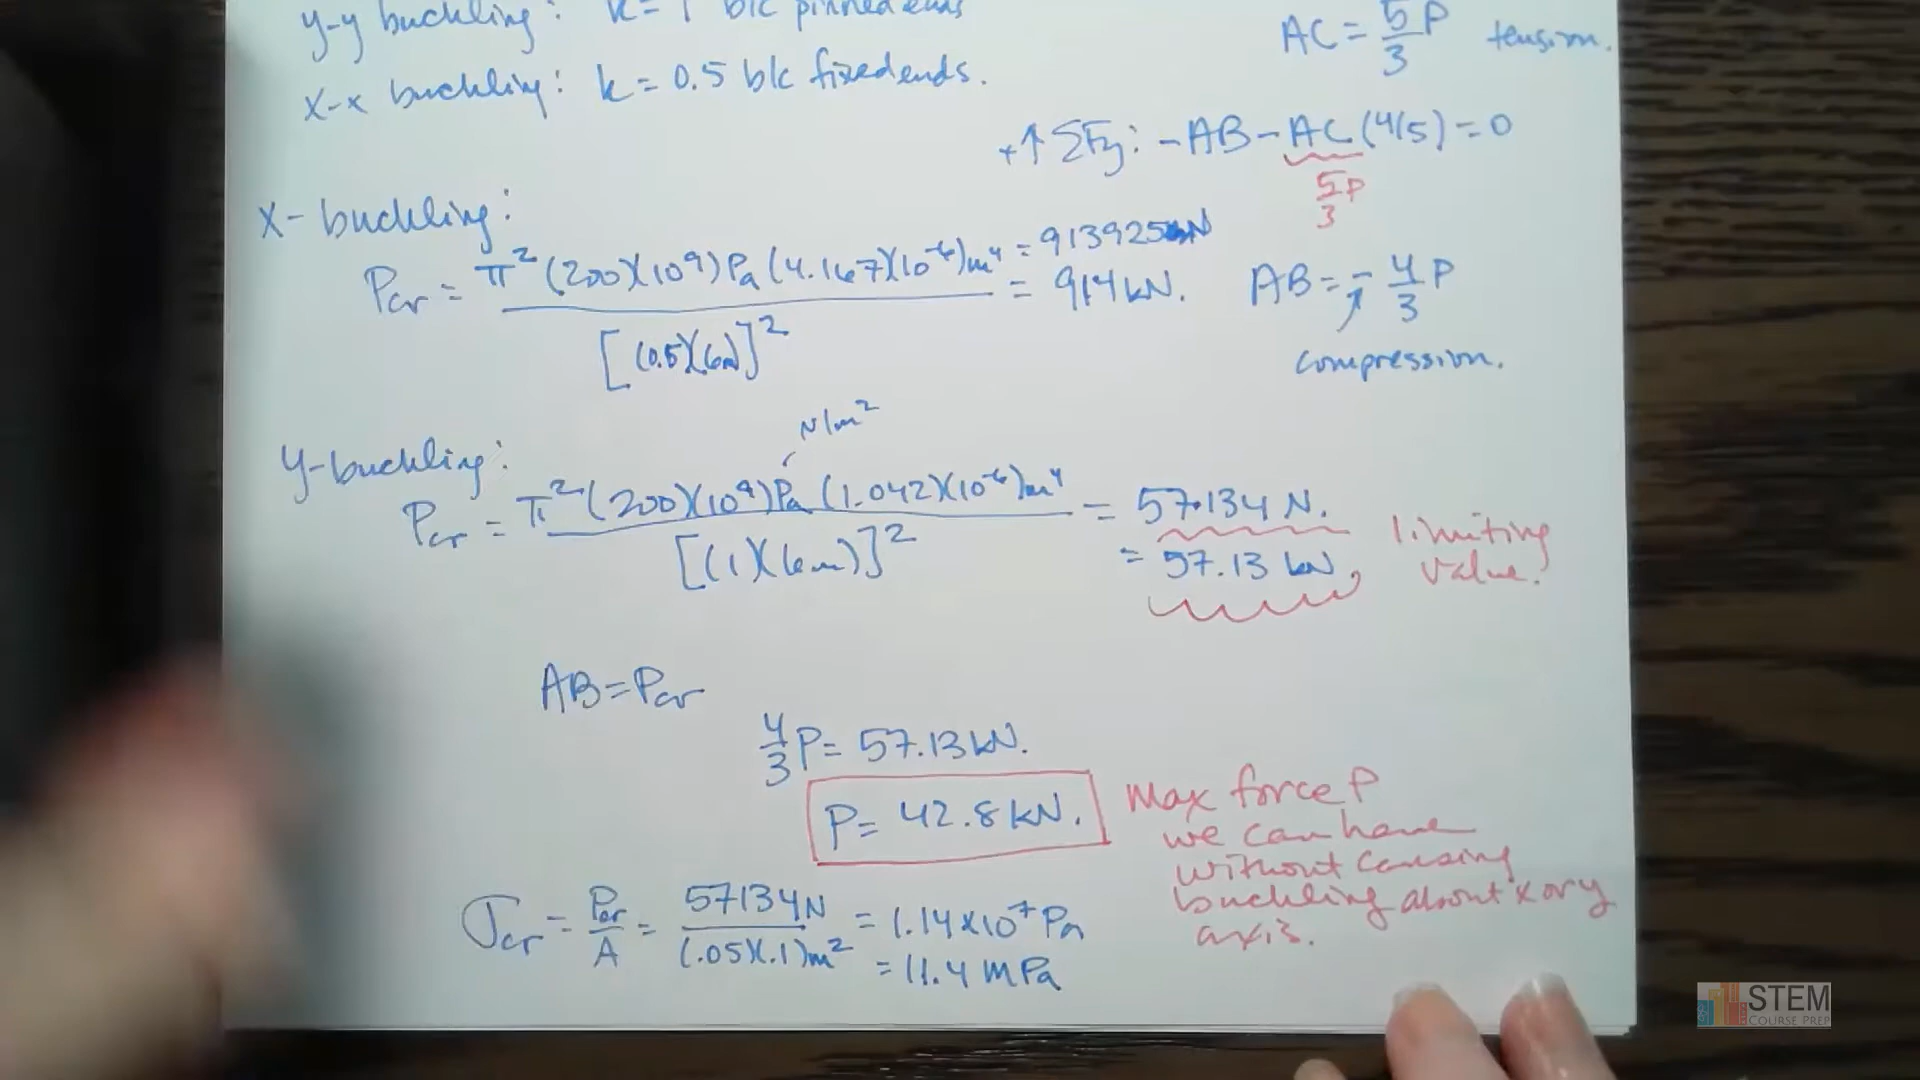 y-y buckling: k=1 b/c pinned ends
x-x buckling: k=0.5 b/c fixed ends.
AC = 5/3 P tension.
+↑ΣFy: -AB-AC(4/5)=0
5/3 P
AB = -4/3 P
compression.
X-buckling:
Pcr = π²(200)(10⁹)Pa(4.167)(10⁻⁶)m⁴ / [(0.5)(6m)]² = 913925 N
= 914 kN.
N/m²
Y-buckling:
Pcr = π²(200)(10⁹)Pa(1.042)(10⁻⁶)m⁴ / [(1)(6m)]² = 57134 N.
= 57.13 kN,
limiting
value.
AB=Pcr
4/3 P = 57.13 kN.
P = 42.8 kN.
Max force P
we can have
without causing
buckling about x or y
axis.
σcr = Pcr/A = 57134N / (.05)(.1)m² = 1.14x10⁷ Pa
= 11.4 MPa
STEM
COURSE PREP